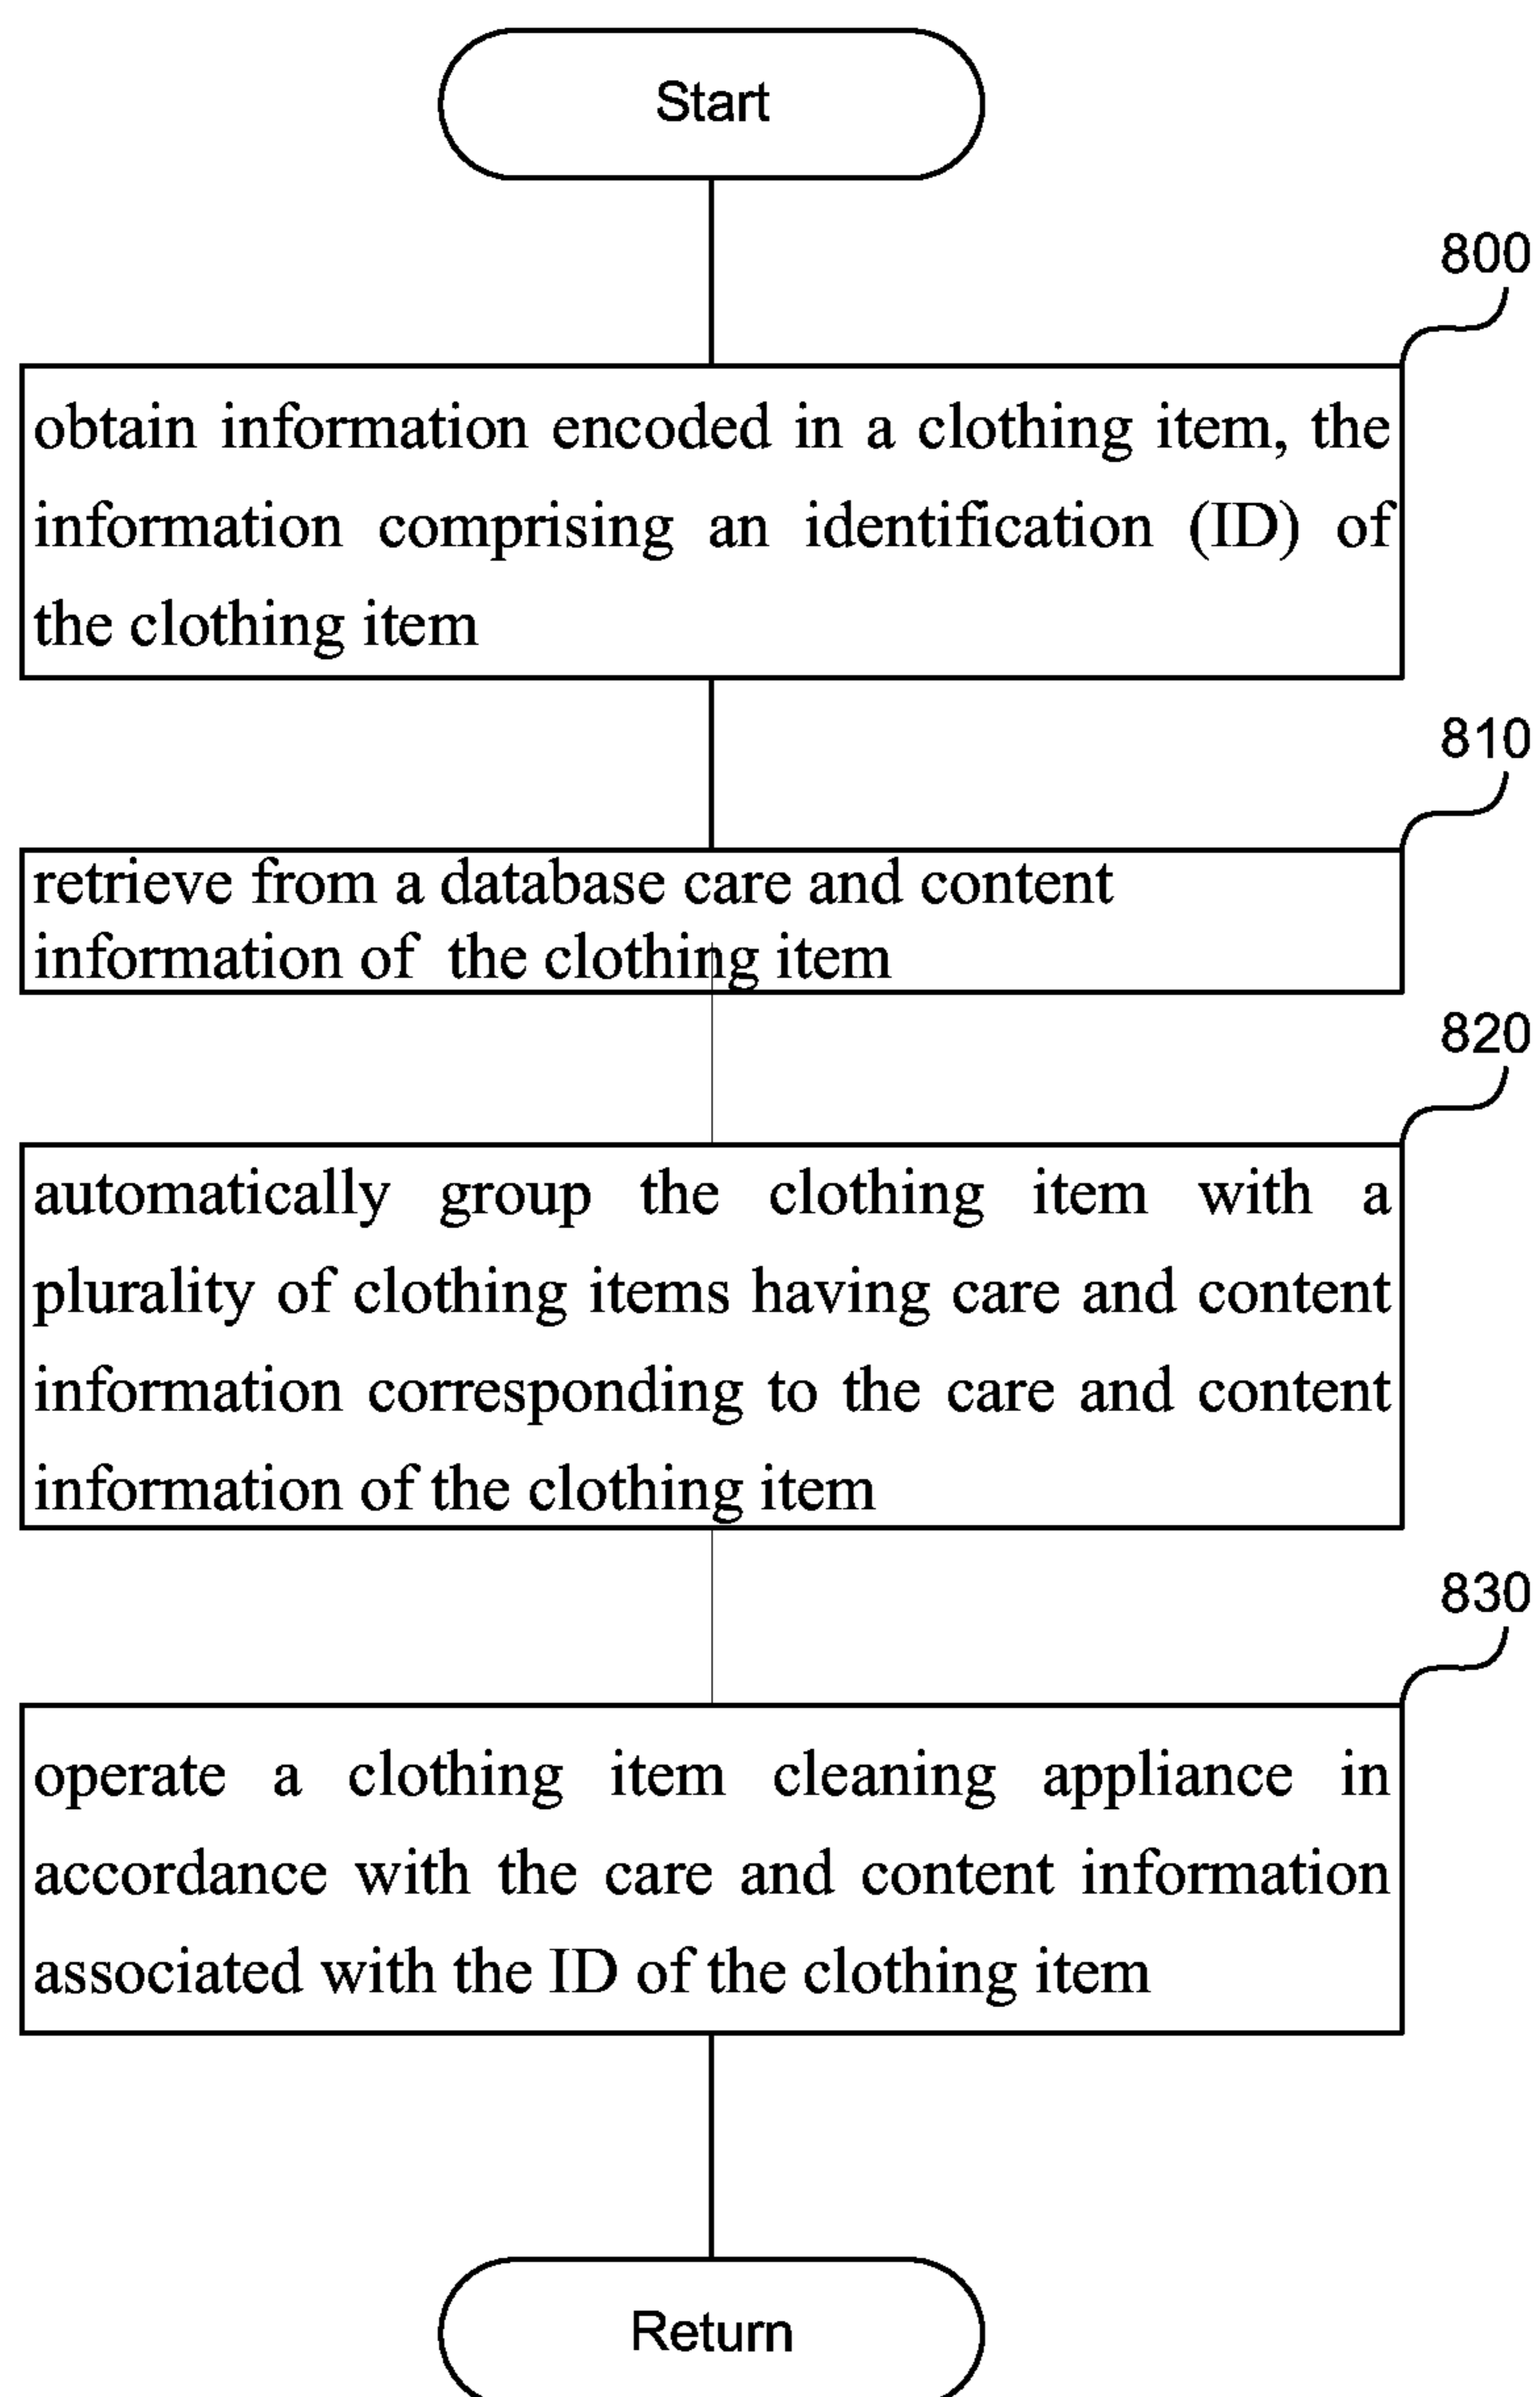 Start
800
obtain information encoded in a clothing item, the
information comprising an identification (ID) of
the clothing item
810
retrieve from a database care and content
information of the clothing item
820
automatically group the clothing item with a
plurality of clothing items having care and content
information corresponding to the care and content
information of the clothing item
830
operate a clothing item cleaning appliance in
accordance with the care and content information
associated with the ID of the clothing item
Return